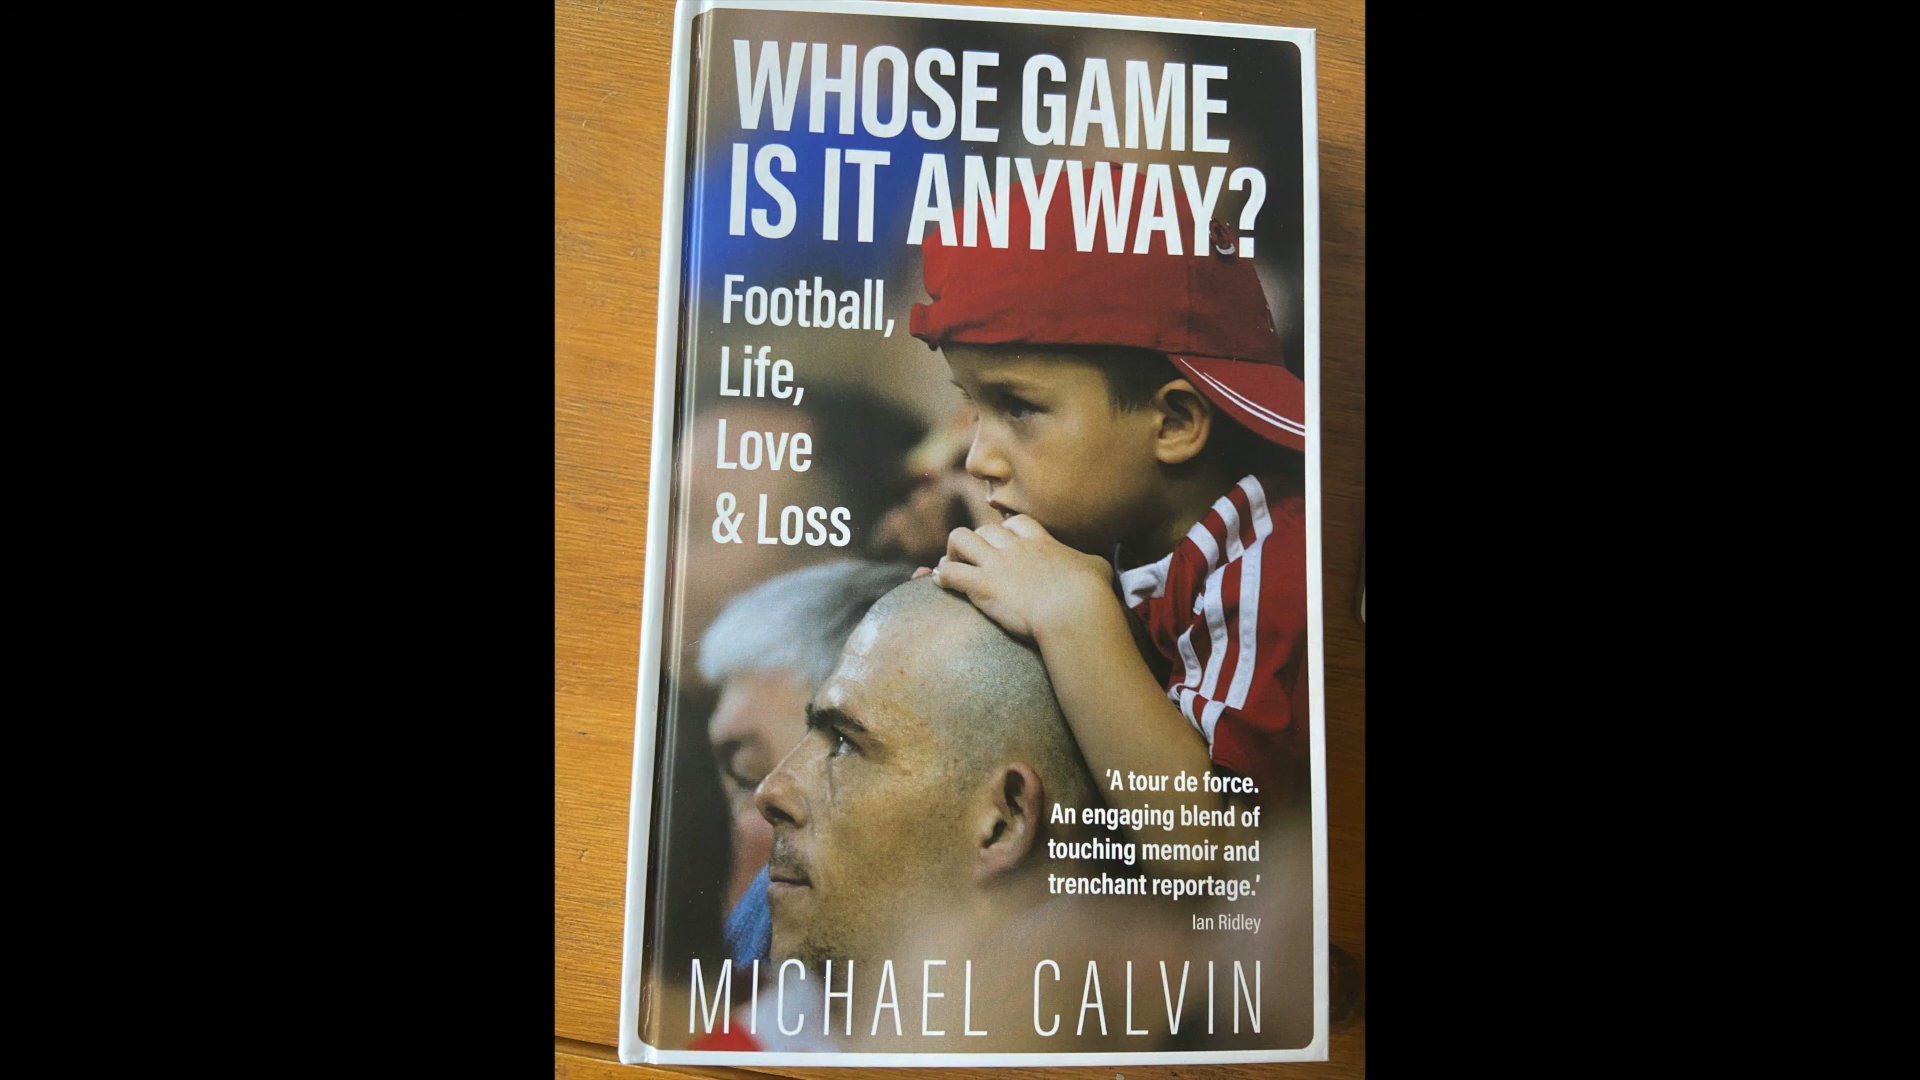 WHOSE GAME
IS IT ANYWAY?
Football,
Life,
Love
& Loss
‘A tour de force.
An engaging blend of
touching memoir and
trenchant reportage.’
Ian Ridley
MICHAEL CALVIN